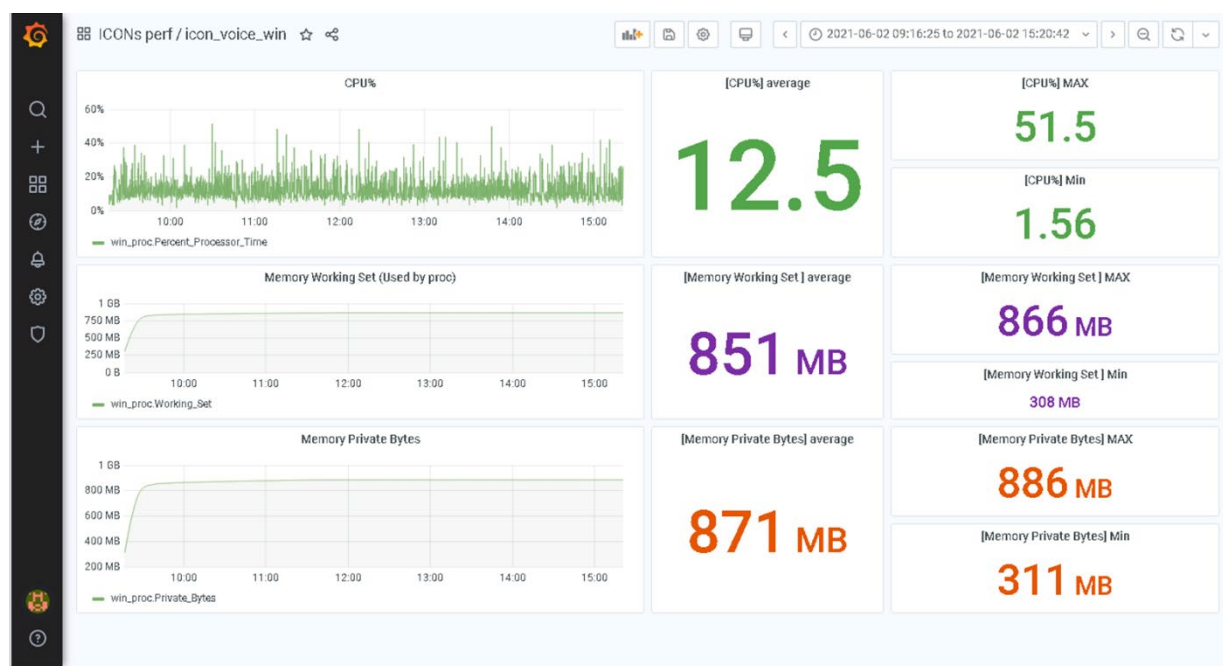 ICONs perf / icon_voice_win
2021-06-02 09:16:25 to 2021-06-02 15:20:42
CPU%
60%
40%
20%
0%
10:00 11:00 12:00 13:00 14:00 15:00
win_proc.Percent_Processor_Time
[CPU%] average
12.5
[CPU%] MAX
51.5
[CPU%] Min
1.56
Memory Working Set (Used by proc)
1 GB
750 MB
500 MB
250 MB
0 B
10:00 11:00 12:00 13:00 14:00 15:00
win_proc.Working_Set
[Memory Working Set ] average
851 MB
[Memory Working Set ] MAX
866 MB
[Memory Working Set ] Min
308 MB
Memory Private Bytes
1 GB
800 MB
600 MB
400 MB
200 MB
10:00 11:00 12:00 13:00 14:00 15:00
win_proc.Private_Bytes
[Memory Private Bytes] average
871 MB
[Memory Private Bytes] MAX
886 MB
[Memory Private Bytes] Min
311 MB